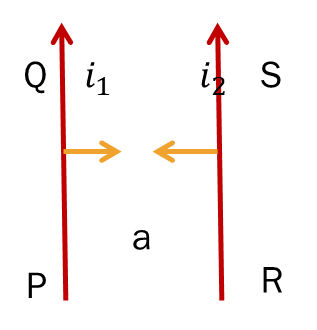 Q i₁ i₂ S
a
P R